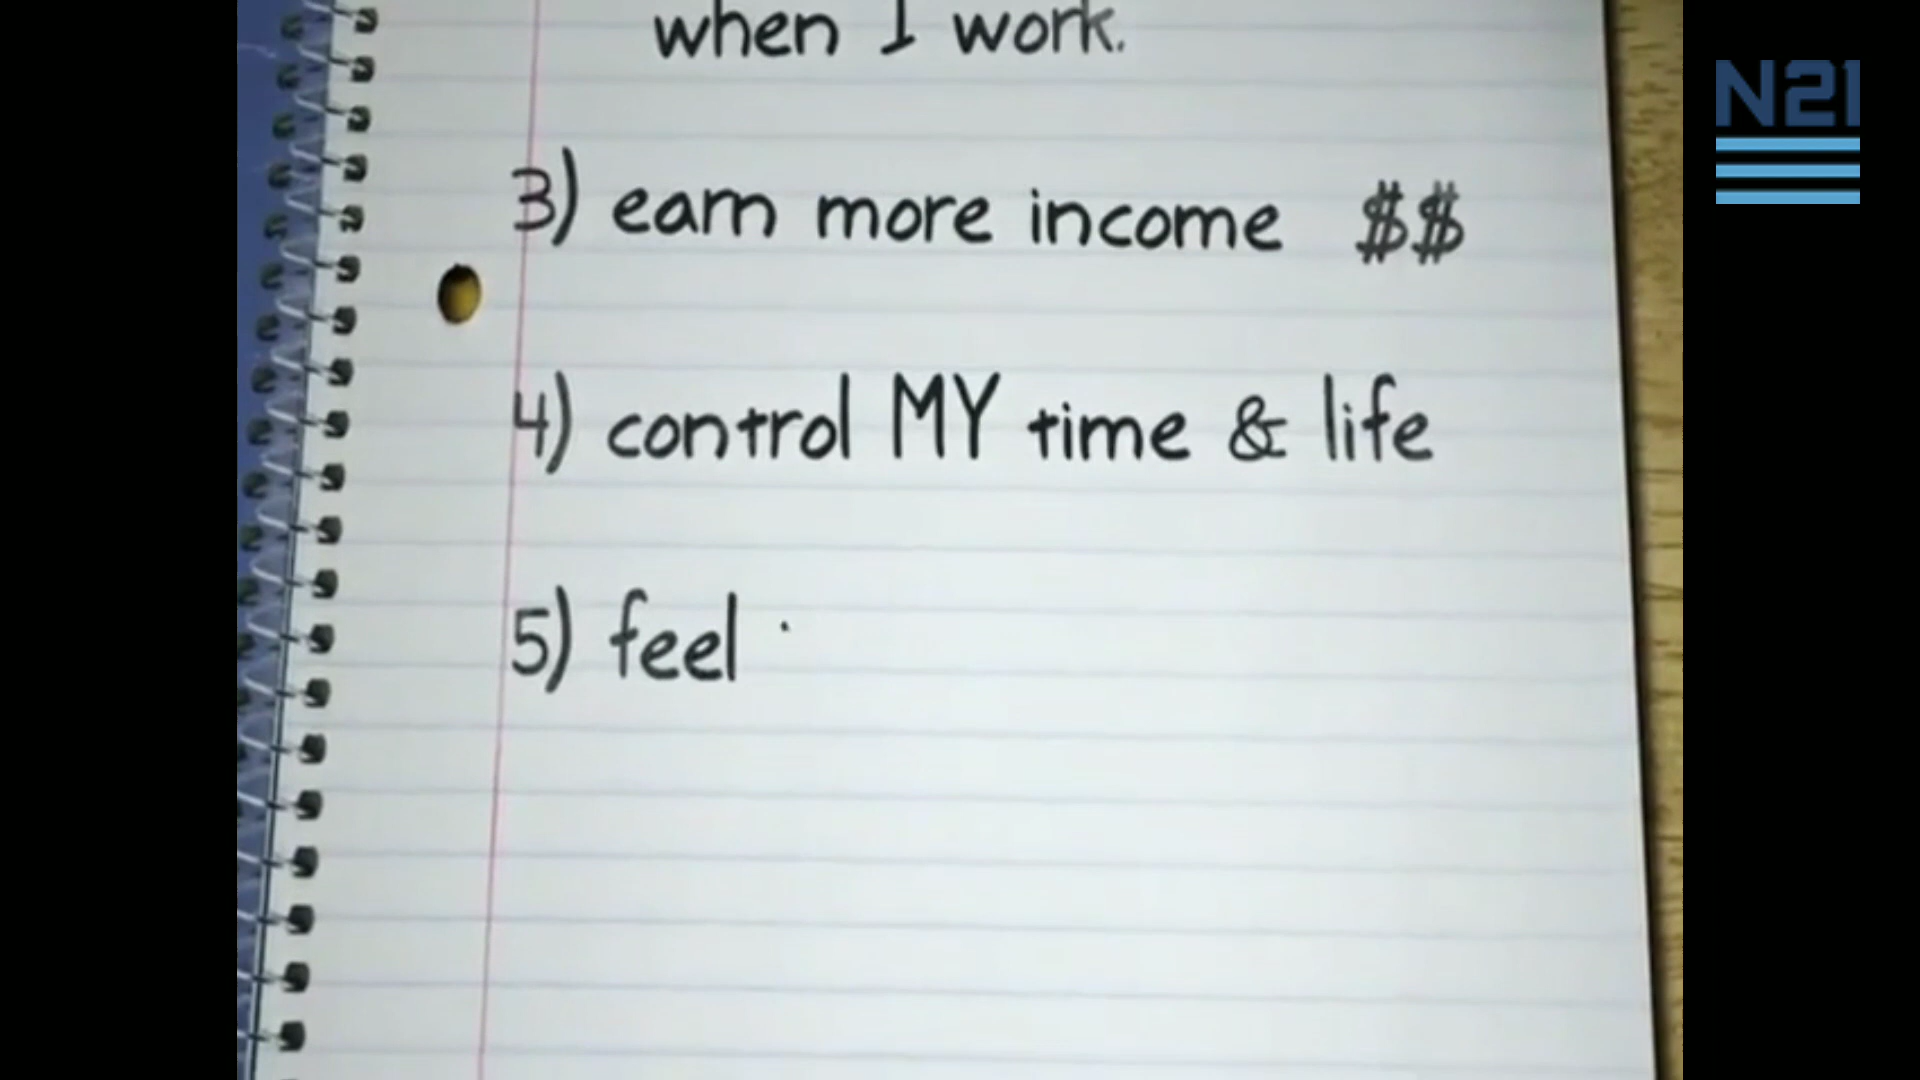 when I work.
N21
3) earn more income $$
4) control MY time & life
5) feel